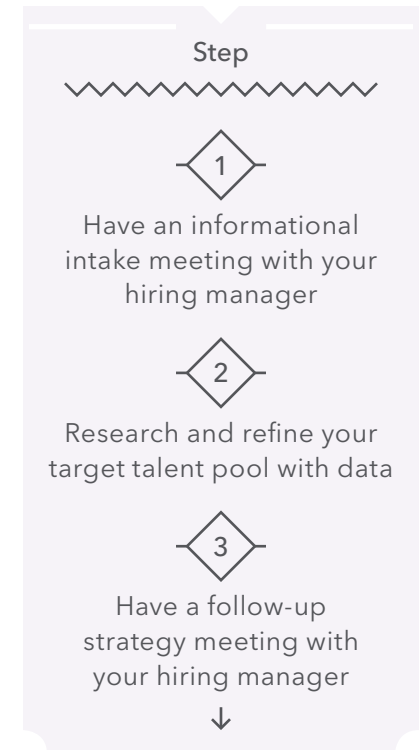 Step
1
Have an informational
intake meeting with your
hiring manager
2
Research and refine your
target talent pool with data
3
Have a follow-up
strategy meeting with
your hiring manager